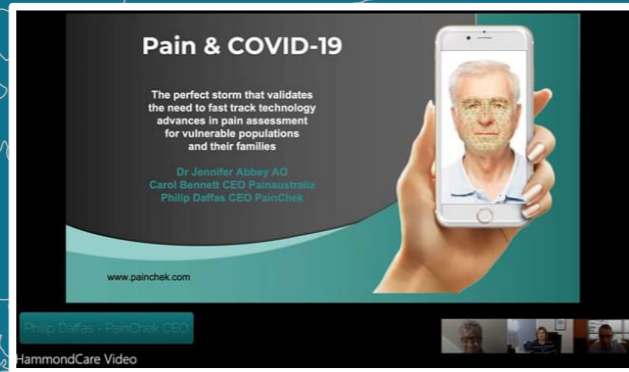 Pain & COVID-19
The perfect storm that validates
the need to fast track technology
advances in pain assessment
for vulnerable populations
and their families
Dr Jennifer Abbey AO
Carol Bennett CEO Painaustralia
Philip Daffas CEO PainChek
www.painchek.com
Philip Daffas - PainChek CEO
HammondCare Video